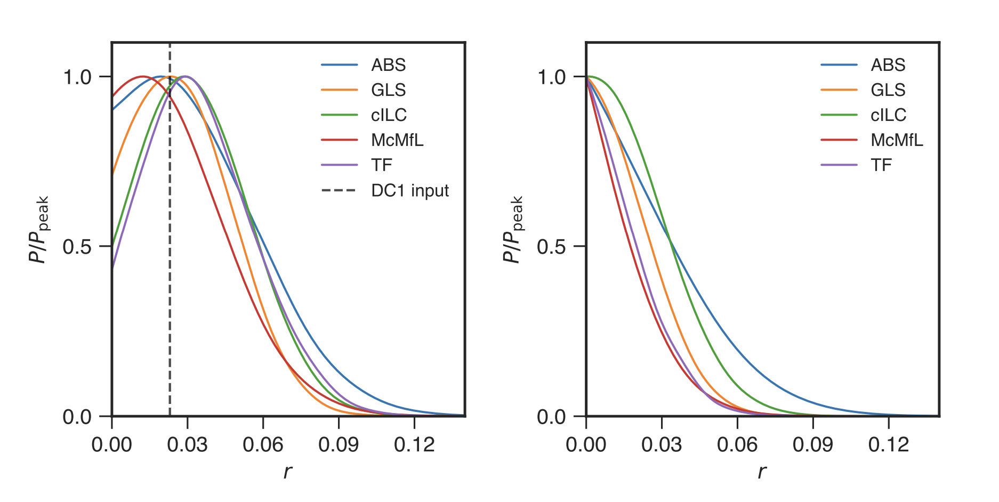 P/Ppeak
1.0
0.5
0.0
0.00 0.03 0.06 0.09 0.12
r
ABS
GLS
cILC
McMfL
TF
DC1 input
P/Ppeak
1.0
0.5
0.0
0.00 0.03 0.06 0.09 0.12
r
ABS
GLS
cILC
McMfL
TF